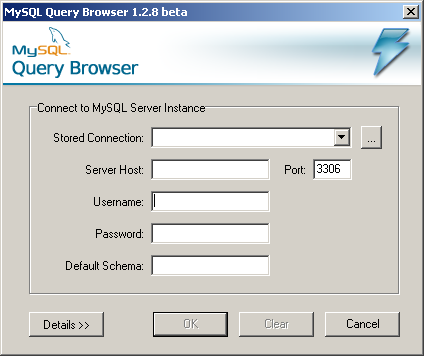 MySQL Query Browser 1.2.8 beta
MySQL
Query Browser
Connect to MySQL Server Instance
Stored Connection:
...
Server Host:
Port: 3306
Username:
Password:
Default Schema:
Details >> OK Clear Cancel